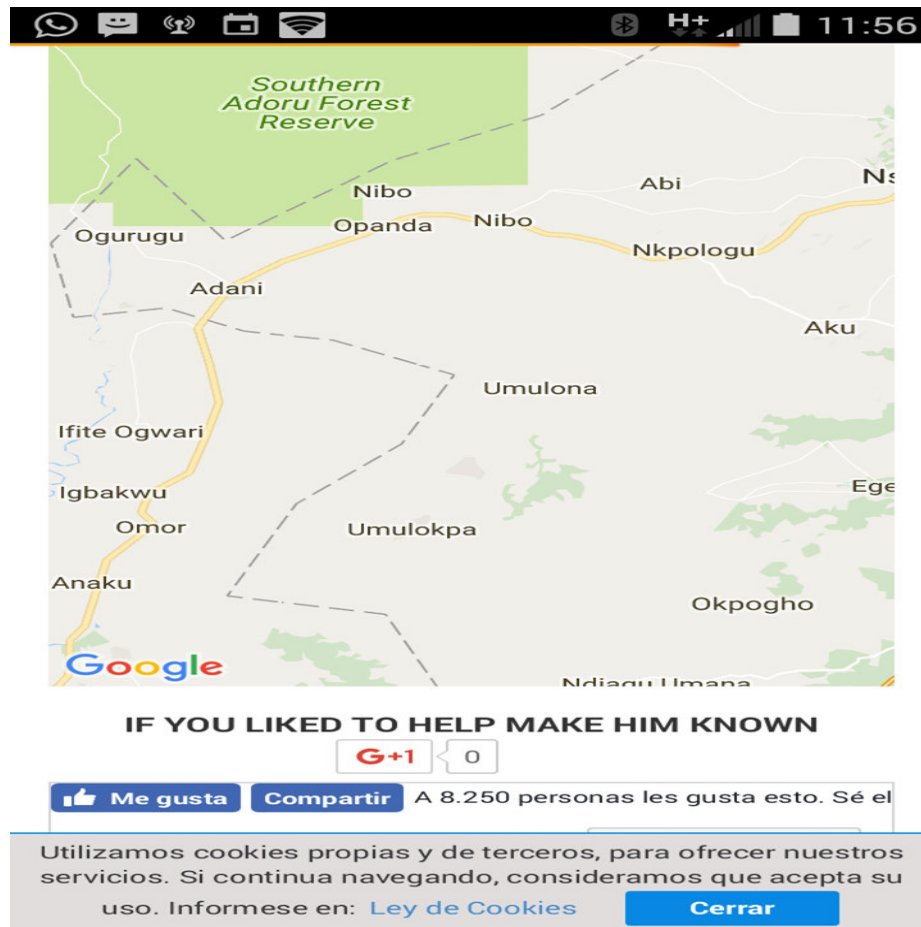 H+ 11:56
Southern
Adoru Forest
Reserve
Nibo
Abi
Ns
Ogurugu
Opanda
Nibo
Nkpologu
Adani
Aku
Umulona
Ifite Ogwari
Igbakwu
Ege
Omor
Umulokpa
Anaku
Okpogho
Google
Ndiagu Umana
IF YOU LIKED TO HELP MAKE HIM KNOWN
G+1 0
Me gusta Compartir A 8.250 personas les gusta esto. Sé el
Utilizamos cookies propias y de terceros, para ofrecer nuestros
servicios. Si continua navegando, consideramos que acepta su
uso. Informese en: Ley de Cookies Cerrar